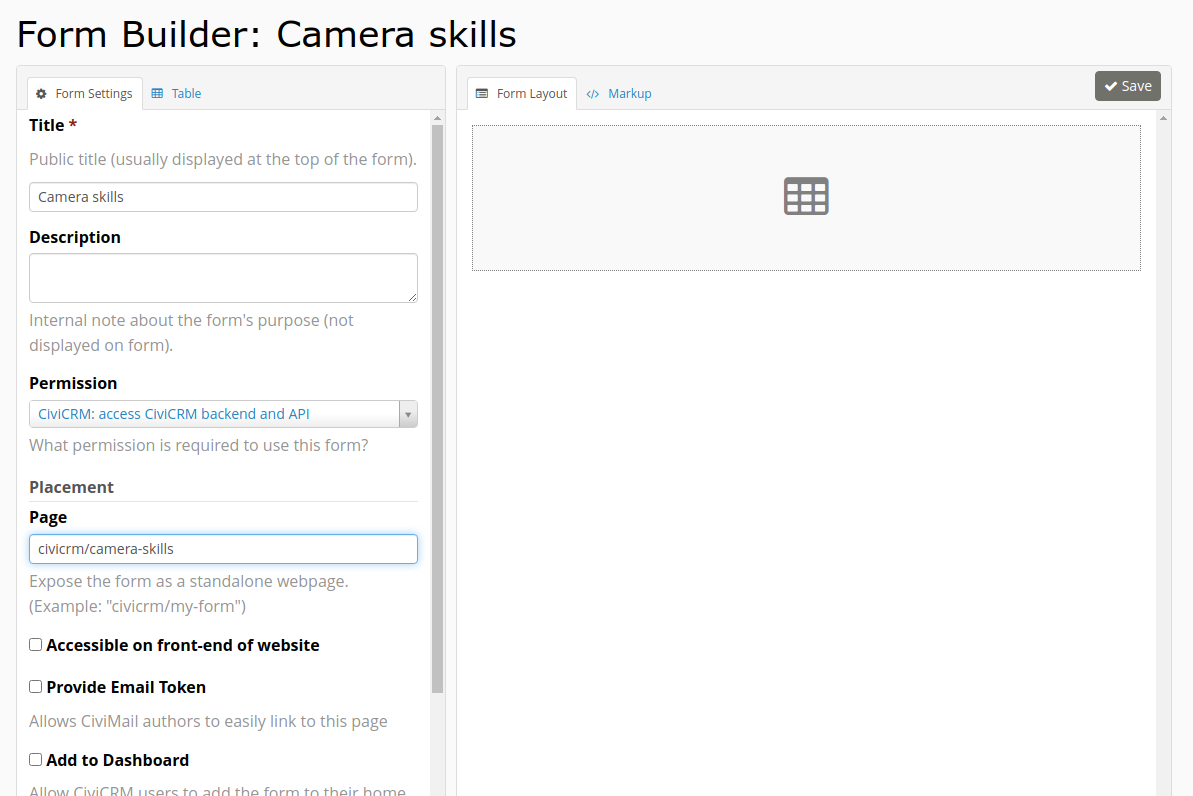 Form Builder: Camera skills
Form Settings
Table
Title *
Public title (usually displayed at the top of the form).
Camera skills
Description
Internal note about the form's purpose (not
displayed on form).
Permission
CiviCRM: access CiviCRM backend and API
What permission is required to use this form?
Placement
Page
civicrm/camera-skills
Expose the form as a standalone webpage.
(Example: "civicrm/my-form")
Accessible on front-end of website
Provide Email Token
Allows CiviMail authors to easily link to this page
Add to Dashboard
Allow CiviCRM users to add the form to their home
Form Layout
</> Markup
Save